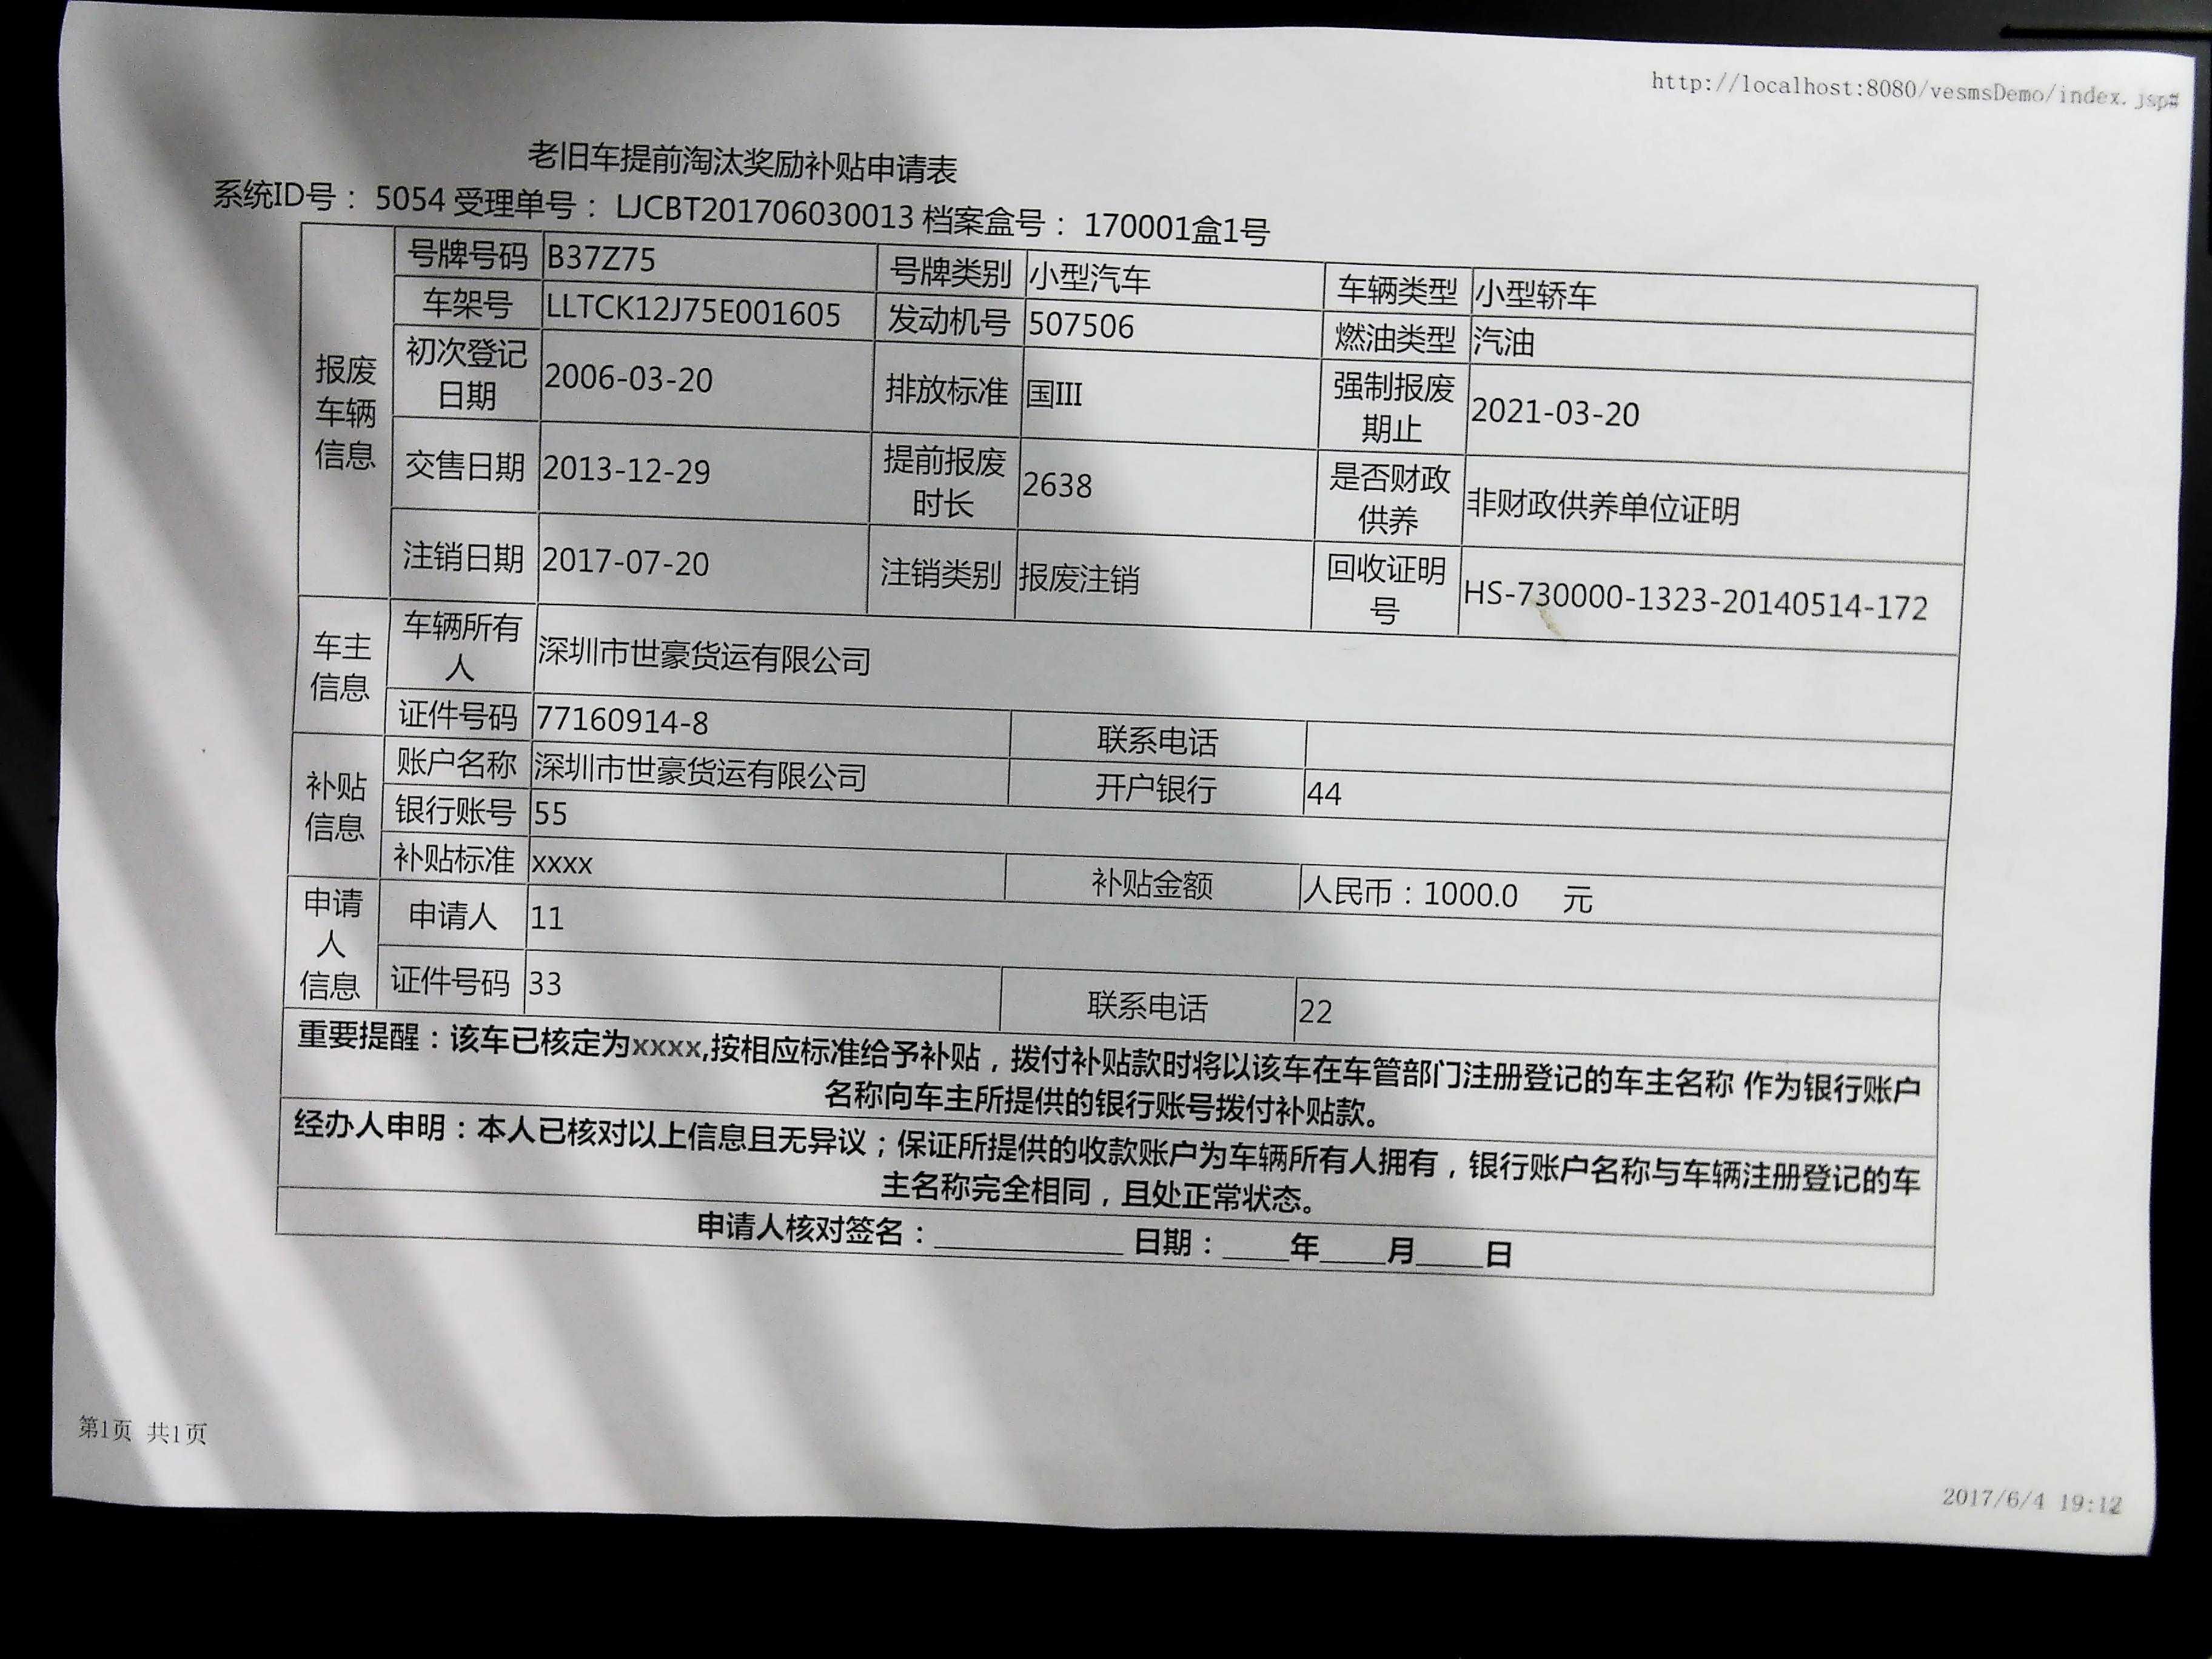 http://localhost:8080/vesmsDemo/index.jsp#
老旧车提前淘汰奖励补贴申请表
系统ID号： 5054 受理单号： LJCBT201706030013 档案盒号： 170001盒1号
报废车辆信息
号牌号码 B37Z75 号牌类别 小型汽车 车辆类型 小型轿车
车架号 LLTCK12J75E001605 发动机号 507506 燃油类型 汽油
初次登记日期 2006-03-20 排放标准 国III 强制报废期止 2021-03-20
交售日期 2013-12-29 提前报废时长 2638 是否财政供养 非财政供养单位证明
注销日期 2017-07-20 注销类别 报废注销 回收证明号 HS-730000-1323-20140514-172
车主信息
车辆所有人 深圳市世豪货运有限公司
证件号码 77160914-8 联系电话
补贴信息
账户名称 深圳市世豪货运有限公司 开户银行 44
银行账号 55
补贴标准 xxxx 补贴金额 人民币：1000.0 元
申请人信息
申请人 11
证件号码 33 联系电话 22
重要提醒：该车已核定为xxxx,按相应标准给予补贴，拨付补贴款时将以该车在车管部门注册登记的车主名称 作为银行账户
名称向车主所提供的银行账号拨付补贴款。
经办人申明：本人已核对以上信息且无异议；保证所提供的收款账户为车辆所有人拥有，银行账户名称与车辆注册登记的车
主名称完全相同，且处正常状态。
申请人核对签名：____________ 日期：____年____月____日
第1页 共1页
2017/6/4 19:12